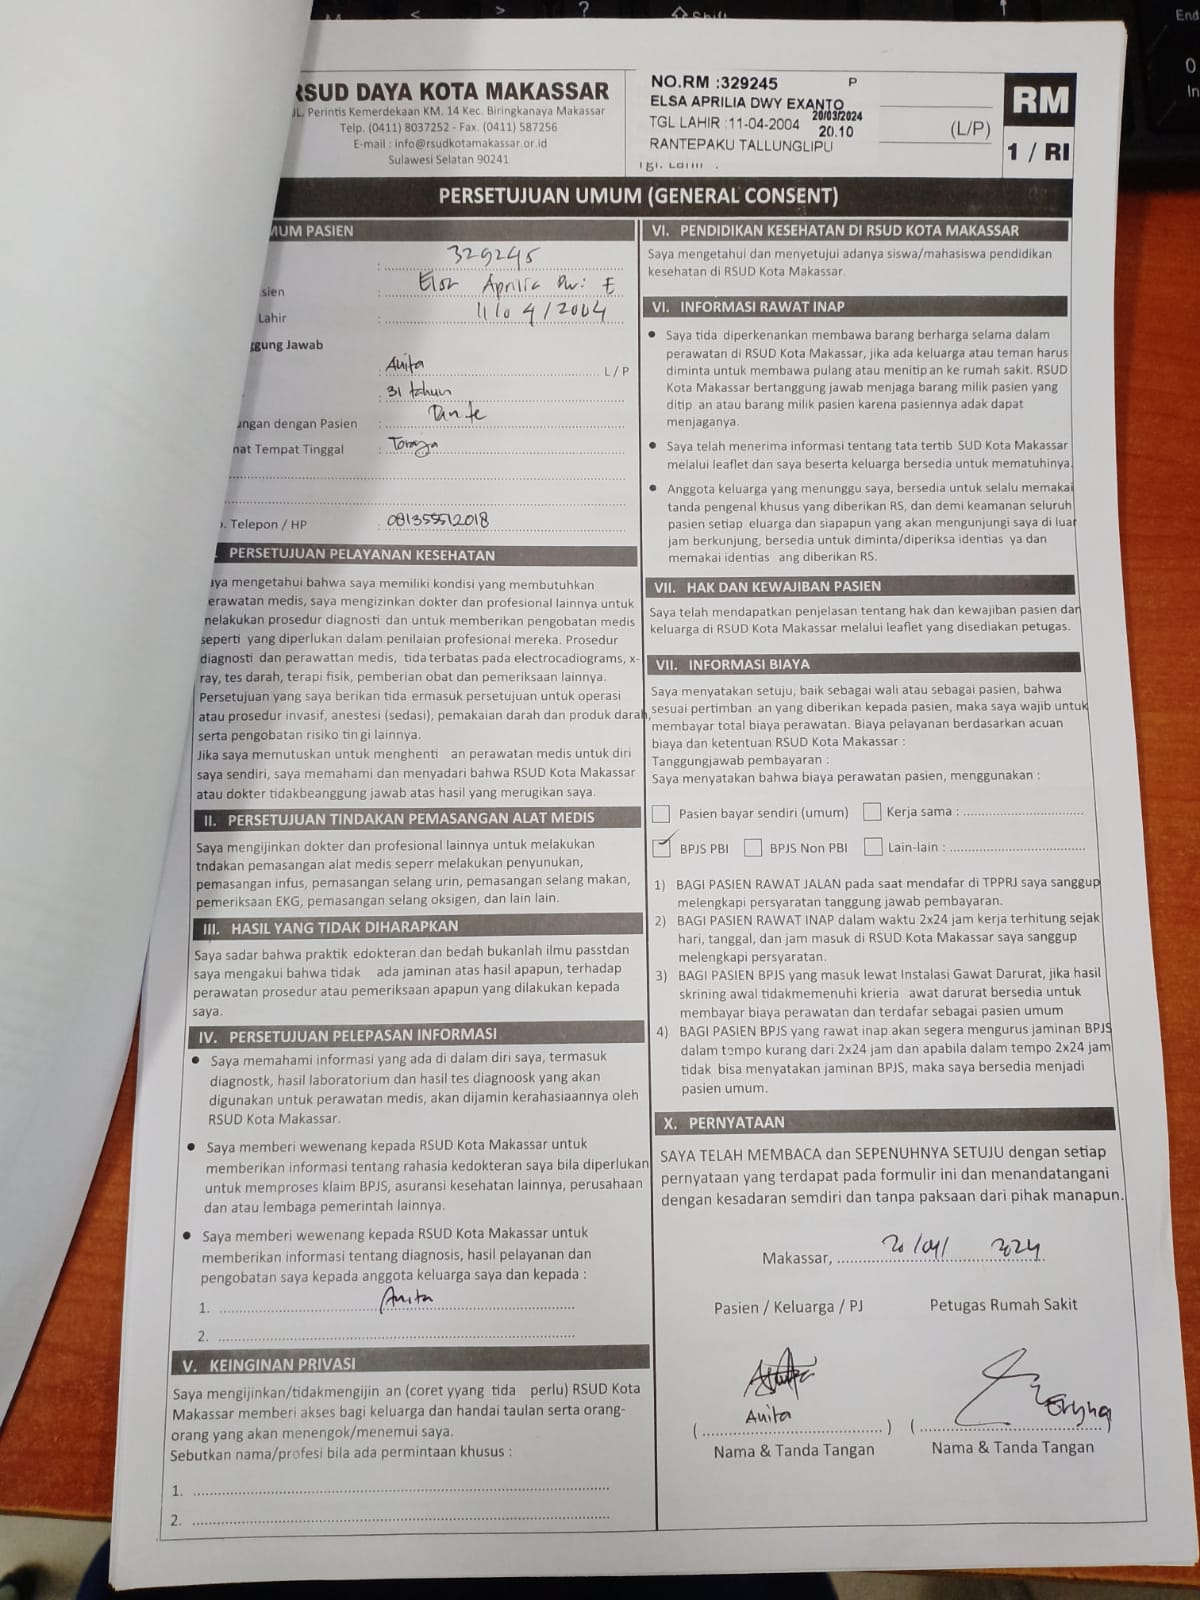 < > ? Shift
End
0
In
RSUD DAYA KOTA MAKASSAR
JL. Perintis Kemerdekaan KM. 14 Kec. Biringkanaya Makassar
Telp. (0411) 8037252 - Fax. (0411) 587256
E-mail : info@rsudkotamakassar.or.id
Sulawesi Selatan 90241
NO.RM :329245 P
ELSA APRILIA DWY EXANTO
TGL LAHIR :11-04-2004 20/03/2024
20.10
RANTEPAKU TALLUNGLIPU
(L/P)
RM
1 / RI
PERSETUJUAN UMUM (GENERAL CONSENT)
MUM PASIEN
: 329245
sien : Elsa Aprilia Dwi E
Lahir : 11/04/2004
ggung Jawab
: Anita L / P
: 31 tahun
ungan dengan Pasien : Tante
mat Tempat Tinggal : Toraja
. Telepon / HP : 081355512018
PERSETUJUAN PELAYANAN KESEHATAN
aya mengetahui bahwa saya memiliki kondisi yang membutuhkan
erawatan medis, saya mengizinkan dokter dan profesional lainnya untuk
melakukan prosedur diagnosti dan untuk memberikan pengobatan medis
seperti yang diperlukan dalam penilaian profesional mereka. Prosedur
diagnosti dan perawattan medis, tida terbatas pada electrocadiograms, x-
ray, tes darah, terapi fisik, pemberian obat dan pemeriksaan lainnya.
Persetujuan yang saya berikan tida ermasuk persetujuan untuk operasi
atau prosedur invasif, anestesi (sedasi), pemakaian darah dan produk darah,
serta pengobatan risiko tin gi lainnya.
Jika saya memutuskan untuk menghenti an perawatan medis untuk diri
saya sendiri, saya memahami dan menyadari bahwa RSUD Kota Makassar
atau dokter tidakbeanggung jawab atas hasil yang merugikan saya.
II. PERSETUJUAN TINDAKAN PEMASANGAN ALAT MEDIS
Saya mengijinkan dokter dan profesional lainnya untuk melakukan
tndakan pemasangan alat medis seperr melakukan penyunukan,
pemasangan infus, pemasangan selang urin, pemasangan selang makan,
pemeriksaan EKG, pemasangan selang oksigen, dan lain lain.
III. HASIL YANG TIDAK DIHARAPKAN
Saya sadar bahwa praktik edokteran dan bedah bukanlah ilmu passtdan
saya mengakui bahwa tidak ada jaminan atas hasil apapun, terhadap
perawatan prosedur atau pemeriksaan apapun yang dilakukan kepada
saya.
IV. PERSETUJUAN PELEPASAN INFORMASI
• Saya memahami informasi yang ada di dalam diri saya, termasuk
diagnostk, hasil laboratorium dan hasil tes diagnoosk yang akan
digunakan untuk perawatan medis, akan dijamin kerahasiaannya oleh
RSUD Kota Makassar.
• Saya memberi wewenang kepada RSUD Kota Makassar untuk
memberikan informasi tentang rahasia kedokteran saya bila diperlukan
untuk memproses klaim BPJS, asuransi kesehatan lainnya, perusahaan
dan atau lembaga pemerintah lainnya.
• Saya memberi wewenang kepada RSUD Kota Makassar untuk
memberikan informasi tentang diagnosis, hasil pelayanan dan
pengobatan saya kepada anggota keluarga saya dan kepada :
1. Anita
2.
V. KEINGINAN PRIVASI
Saya mengijinkan/tidakmengijin an (coret yyang tida perlu) RSUD Kota
Makassar memberi akses bagi keluarga dan handai taulan serta orang-
orang yang akan menengok/menemui saya.
Sebutkan nama/profesi bila ada permintaan khusus :
1.
2.
VI. PENDIDIKAN KESEHATAN DI RSUD KOTA MAKASSAR
Saya mengetahui dan menyetujui adanya siswa/mahasiswa pendidikan
kesehatan di RSUD Kota Makassar.
VI. INFORMASI RAWAT INAP
• Saya tida diperkenankan membawa barang berharga selama dalam
perawatan di RSUD Kota Makassar, jika ada keluarga atau teman harus
diminta untuk membawa pulang atau menitip an ke rumah sakit. RSUD
Kota Makassar bertanggung jawab menjaga barang milik pasien yang
ditip an atau barang milik pasien karena pasiennya adak dapat
menjaganya.
• Saya telah menerima informasi tentang tata tertib SUD Kota Makassar
melalui leaflet dan saya beserta keluarga bersedia untuk mematuhinya.
• Anggota keluarga yang menunggu saya, bersedia untuk selalu memakai
tanda pengenal khusus yang diberikan RS, dan demi keamanan seluruh
pasien setiap eluarga dan siapapun yang akan mengunjungi saya di luar
jam berkunjung, bersedia untuk diminta/diperiksa identias ya dan
memakai identias ang diberikan RS.
VII. HAK DAN KEWAJIBAN PASIEN
Saya telah mendapatkan penjelasan tentang hak dan kewajiban pasien dan
keluarga di RSUD Kota Makassar melalui leaflet yang disediakan petugas.
VII. INFORMASI BIAYA
Saya menyatakan setuju, baik sebagai wali atau sebagai pasien, bahwa
sesuai pertimban an yang diberikan kepada pasien, maka saya wajib untuk
membayar total biaya perawatan. Biaya pelayanan berdasarkan acuan
biaya dan ketentuan RSUD Kota Makassar :
Tanggungjawab pembayaran :
Saya menyatakan bahwa biaya perawatan pasien, menggunakan :
Pasien bayar sendiri (umum) Kerja sama :
BPJS PBI BPJS Non PBI Lain-lain :
1) BAGI PASIEN RAWAT JALAN pada saat mendafar di TPPRJ saya sanggup
melengkapi persyaratan tanggung jawab pembayaran.
2) BAGI PASIEN RAWAT INAP dalam waktu 2x24 jam kerja terhitung sejak
hari, tanggal, dan jam masuk di RSUD Kota Makassar saya sanggup
melengkapi persyaratan.
3) BAGI PASIEN BPJS yang masuk lewat Instalasi Gawat Darurat, jika hasil
skrining awal tidakmemenuhi krieria awat darurat bersedia untuk
membayar biaya perawatan dan terdafar sebagai pasien umum
4) BAGI PASIEN BPJS yang rawat inap akan segera mengurus jaminan BPJS
dalam tempo kurang dari 2x24 jam dan apabila dalam tempo 2x24 jam
tidak bisa menyatakan jaminan BPJS, maka saya bersedia menjadi
pasien umum.
X. PERNYATAAN
SAYA TELAH MEMBACA dan SEPENUHNYA SETUJU dengan setiap
pernyataan yang terdapat pada formulir ini dan menandatangani
dengan kesadaran semdiri dan tanpa paksaan dari pihak manapun.
Makassar, 20/04/ 2024
Pasien / Keluarga / PJ Petugas Rumah Sakit
( Anita ) ( )
Nama & Tanda Tangan Nama & Tanda Tangan